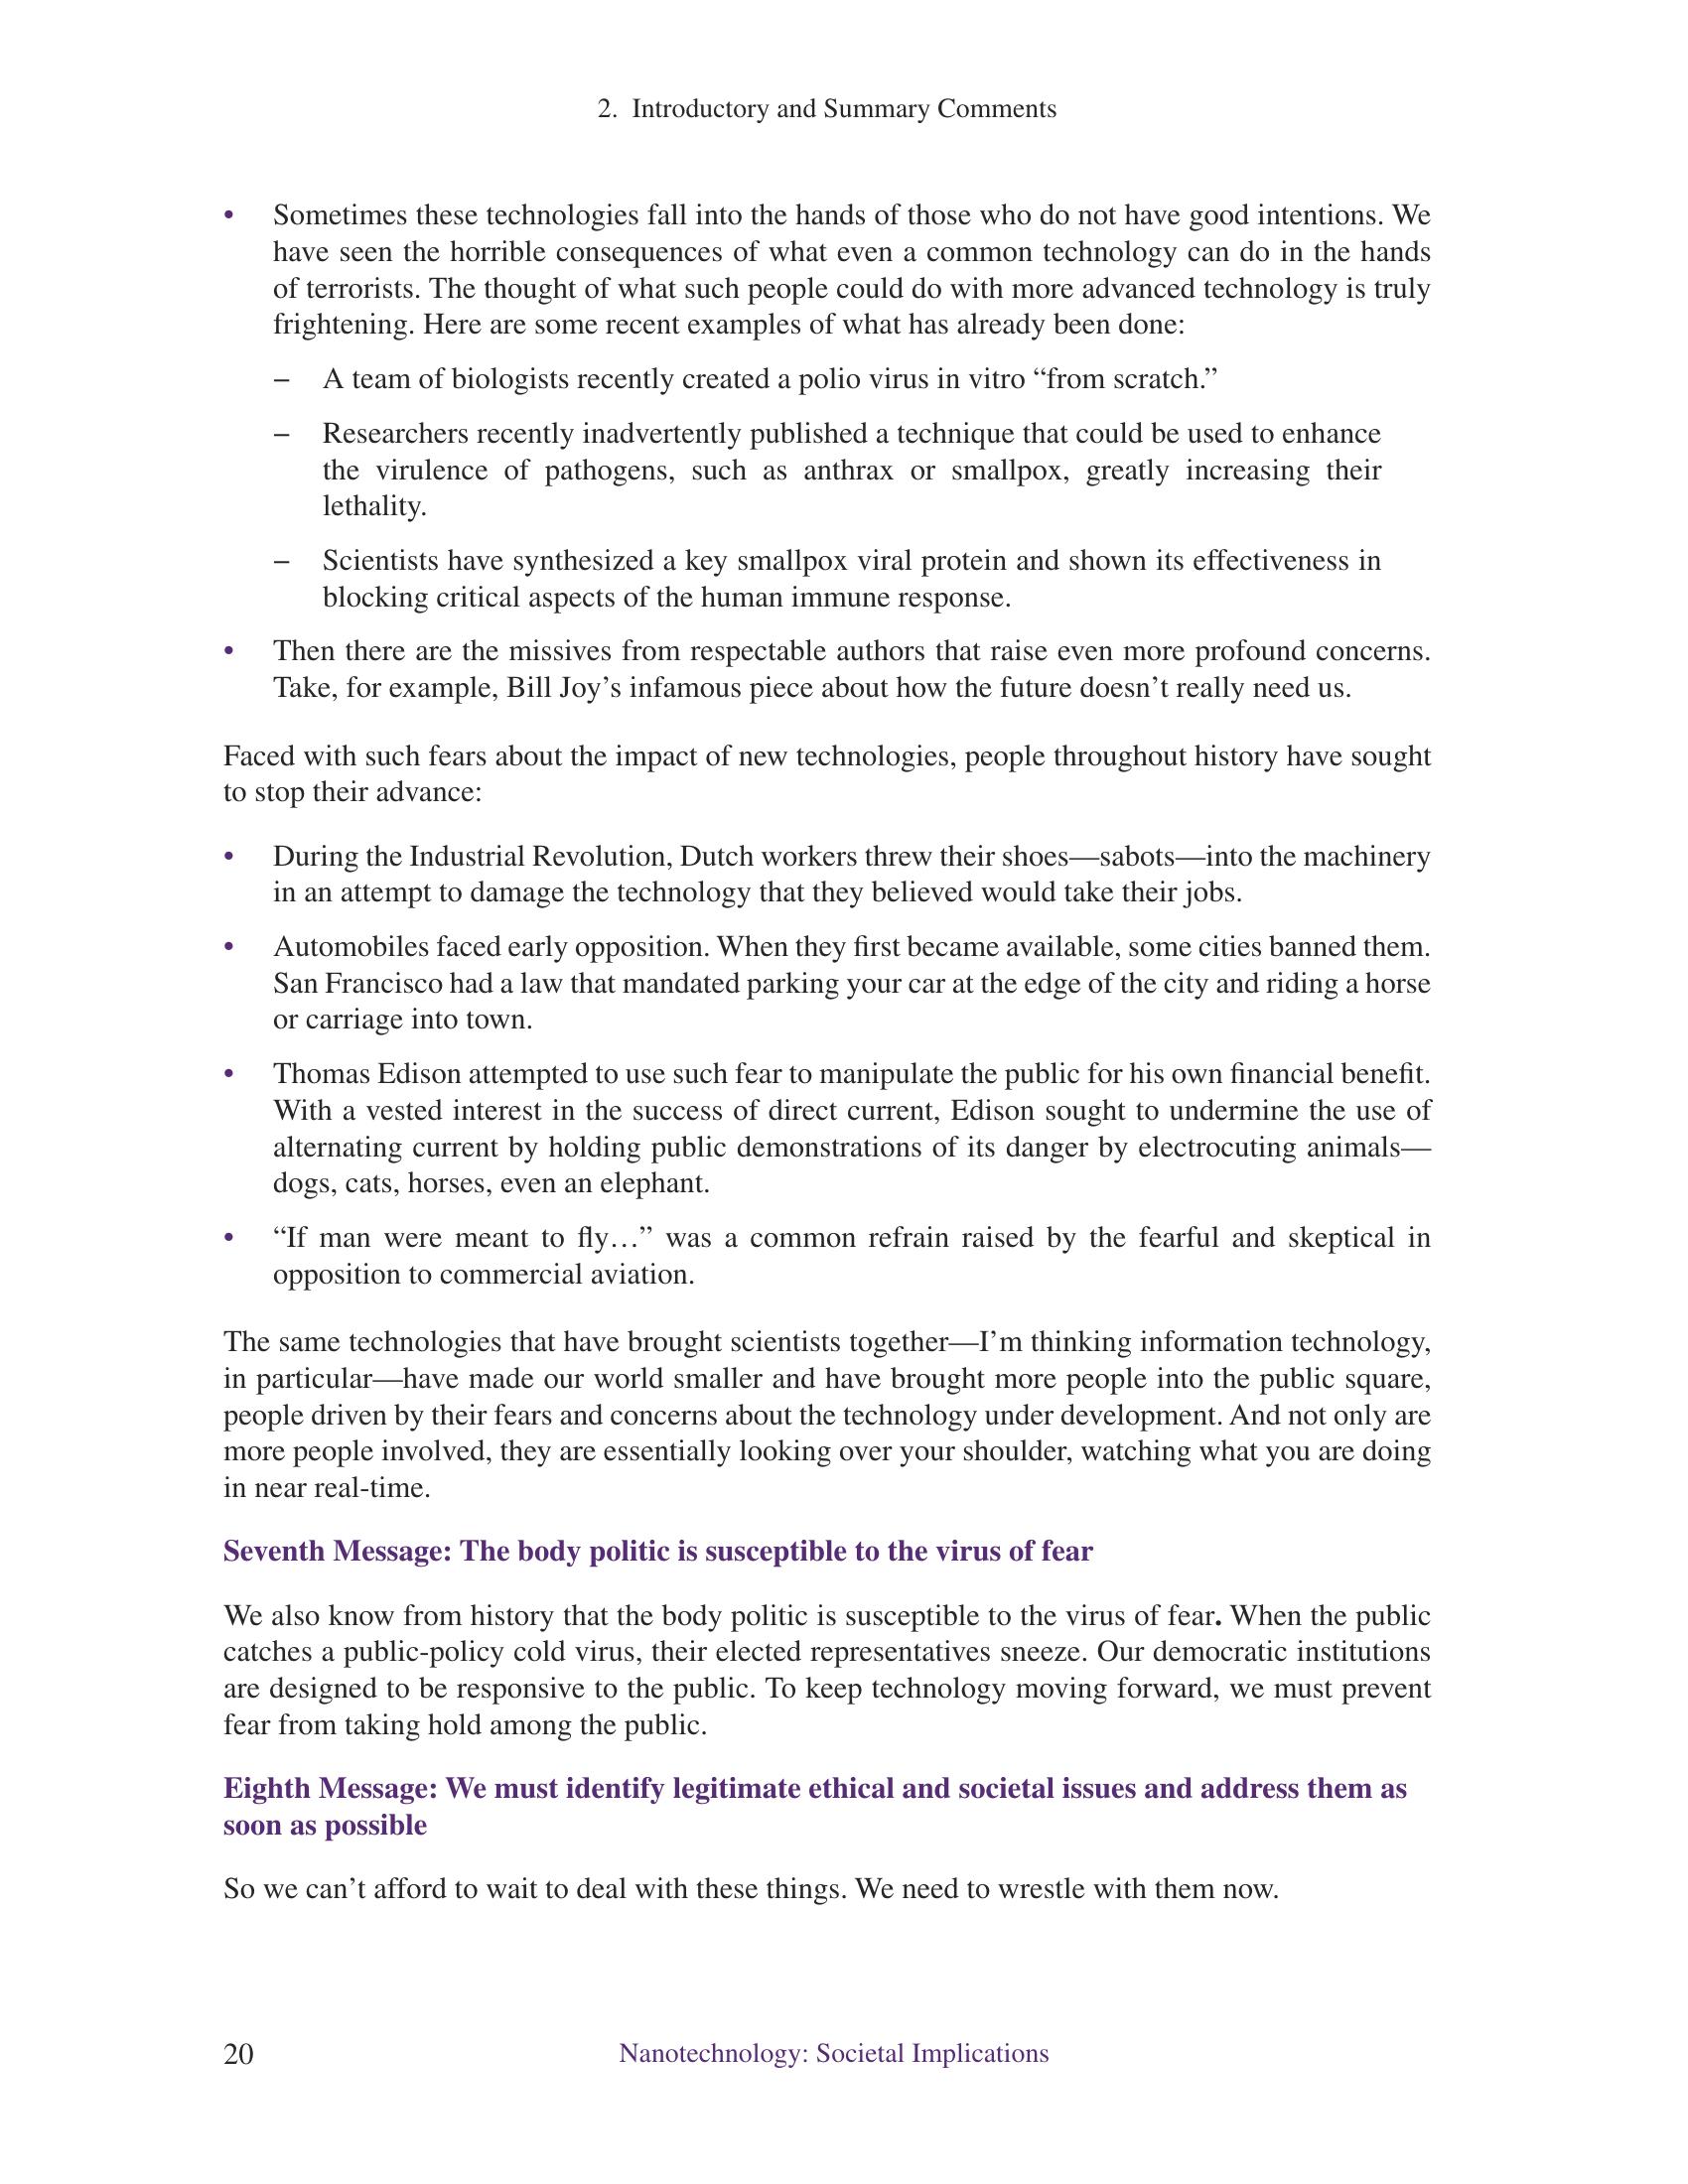 2. Introductory and Summary Comments
• Sometimes these technologies fall into the hands of those who do not have good intentions. We
have seen the horrible consequences of what even a common technology can do in the hands
of terrorists. The thought of what such people could do with more advanced technology is truly
frightening. Here are some recent examples of what has already been done:
– A team of biologists recently created a polio virus in vitro “from scratch.”
– Researchers recently inadvertently published a technique that could be used to enhance
the virulence of pathogens, such as anthrax or smallpox, greatly increasing their
lethality.
– Scientists have synthesized a key smallpox viral protein and shown its effectiveness in
blocking critical aspects of the human immune response.
• Then there are the missives from respectable authors that raise even more profound concerns.
Take, for example, Bill Joy’s infamous piece about how the future doesn’t really need us.
Faced with such fears about the impact of new technologies, people throughout history have sought
to stop their advance:
• During the Industrial Revolution, Dutch workers threw their shoes—sabots—into the machinery
in an attempt to damage the technology that they believed would take their jobs.
• Automobiles faced early opposition. When they first became available, some cities banned them.
San Francisco had a law that mandated parking your car at the edge of the city and riding a horse
or carriage into town.
• Thomas Edison attempted to use such fear to manipulate the public for his own financial benefit.
With a vested interest in the success of direct current, Edison sought to undermine the use of
alternating current by holding public demonstrations of its danger by electrocuting animals—
dogs, cats, horses, even an elephant.
• “If man were meant to fly…” was a common refrain raised by the fearful and skeptical in
opposition to commercial aviation.
The same technologies that have brought scientists together—I’m thinking information technology,
in particular—have made our world smaller and have brought more people into the public square,
people driven by their fears and concerns about the technology under development. And not only are
more people involved, they are essentially looking over your shoulder, watching what you are doing
in near real-time.
Seventh Message: The body politic is susceptible to the virus of fear
We also know from history that the body politic is susceptible to the virus of fear. When the public
catches a public-policy cold virus, their elected representatives sneeze. Our democratic institutions
are designed to be responsive to the public. To keep technology moving forward, we must prevent
fear from taking hold among the public.
Eighth Message: We must identify legitimate ethical and societal issues and address them as
soon as possible
So we can’t afford to wait to deal with these things. We need to wrestle with them now.
20 Nanotechnology: Societal Implications